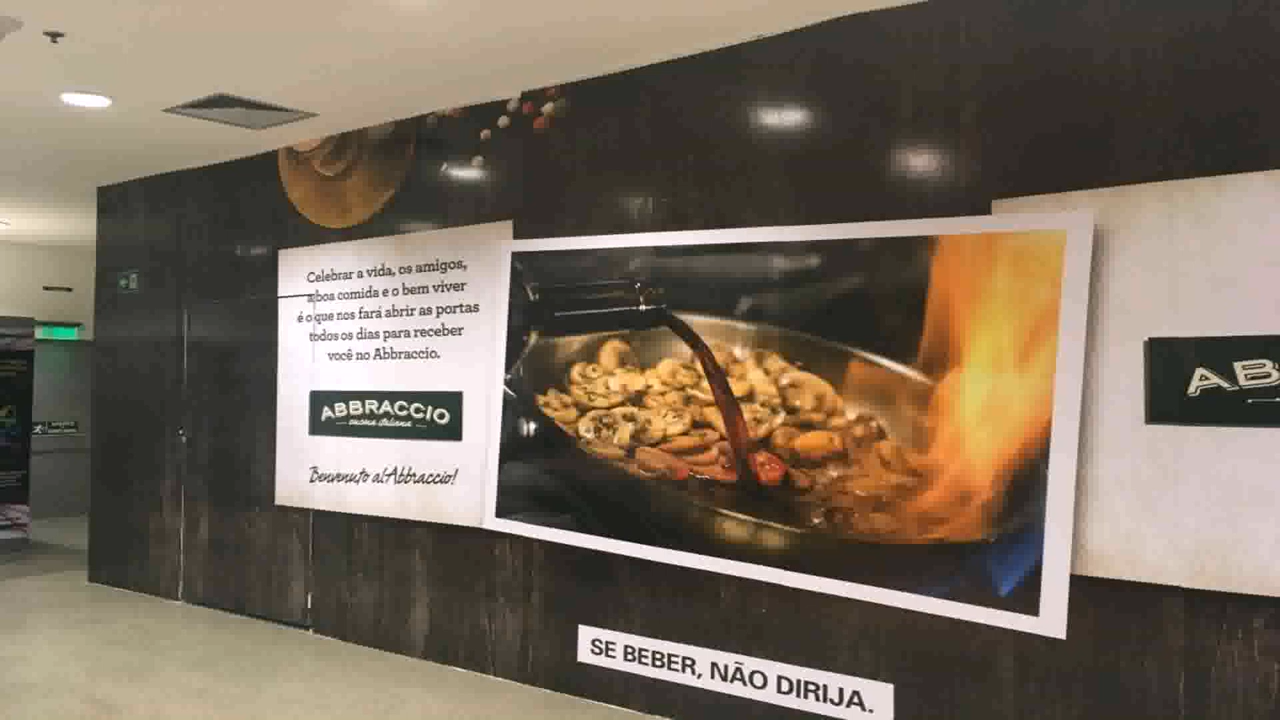 Celebrar a vida, os amigos,
a boa comida e o bem viver
é o que nos fará abrir as portas
todos os dias para receber
você no Abbraccio.
ABBRACCIO
cucina italiana
Benvenuto al Abbraccio!
SE BEBER, NÃO DIRIJA.
AB